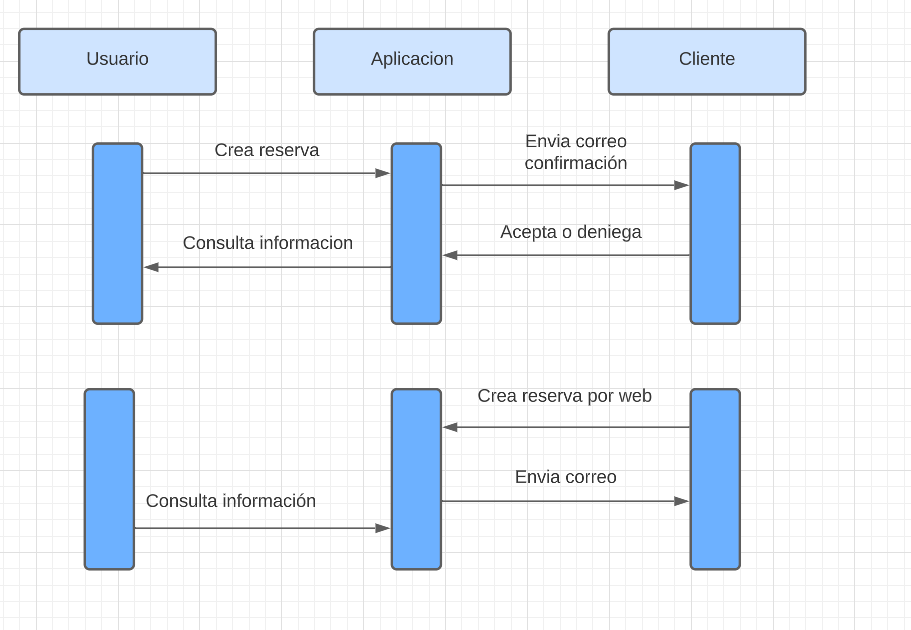 Usuario
Aplicacion
Cliente
Crea reserva
Envia correo
confirmación
Acepta o deniega
Consulta informacion
Crea reserva por web
Envia correo
Consulta información